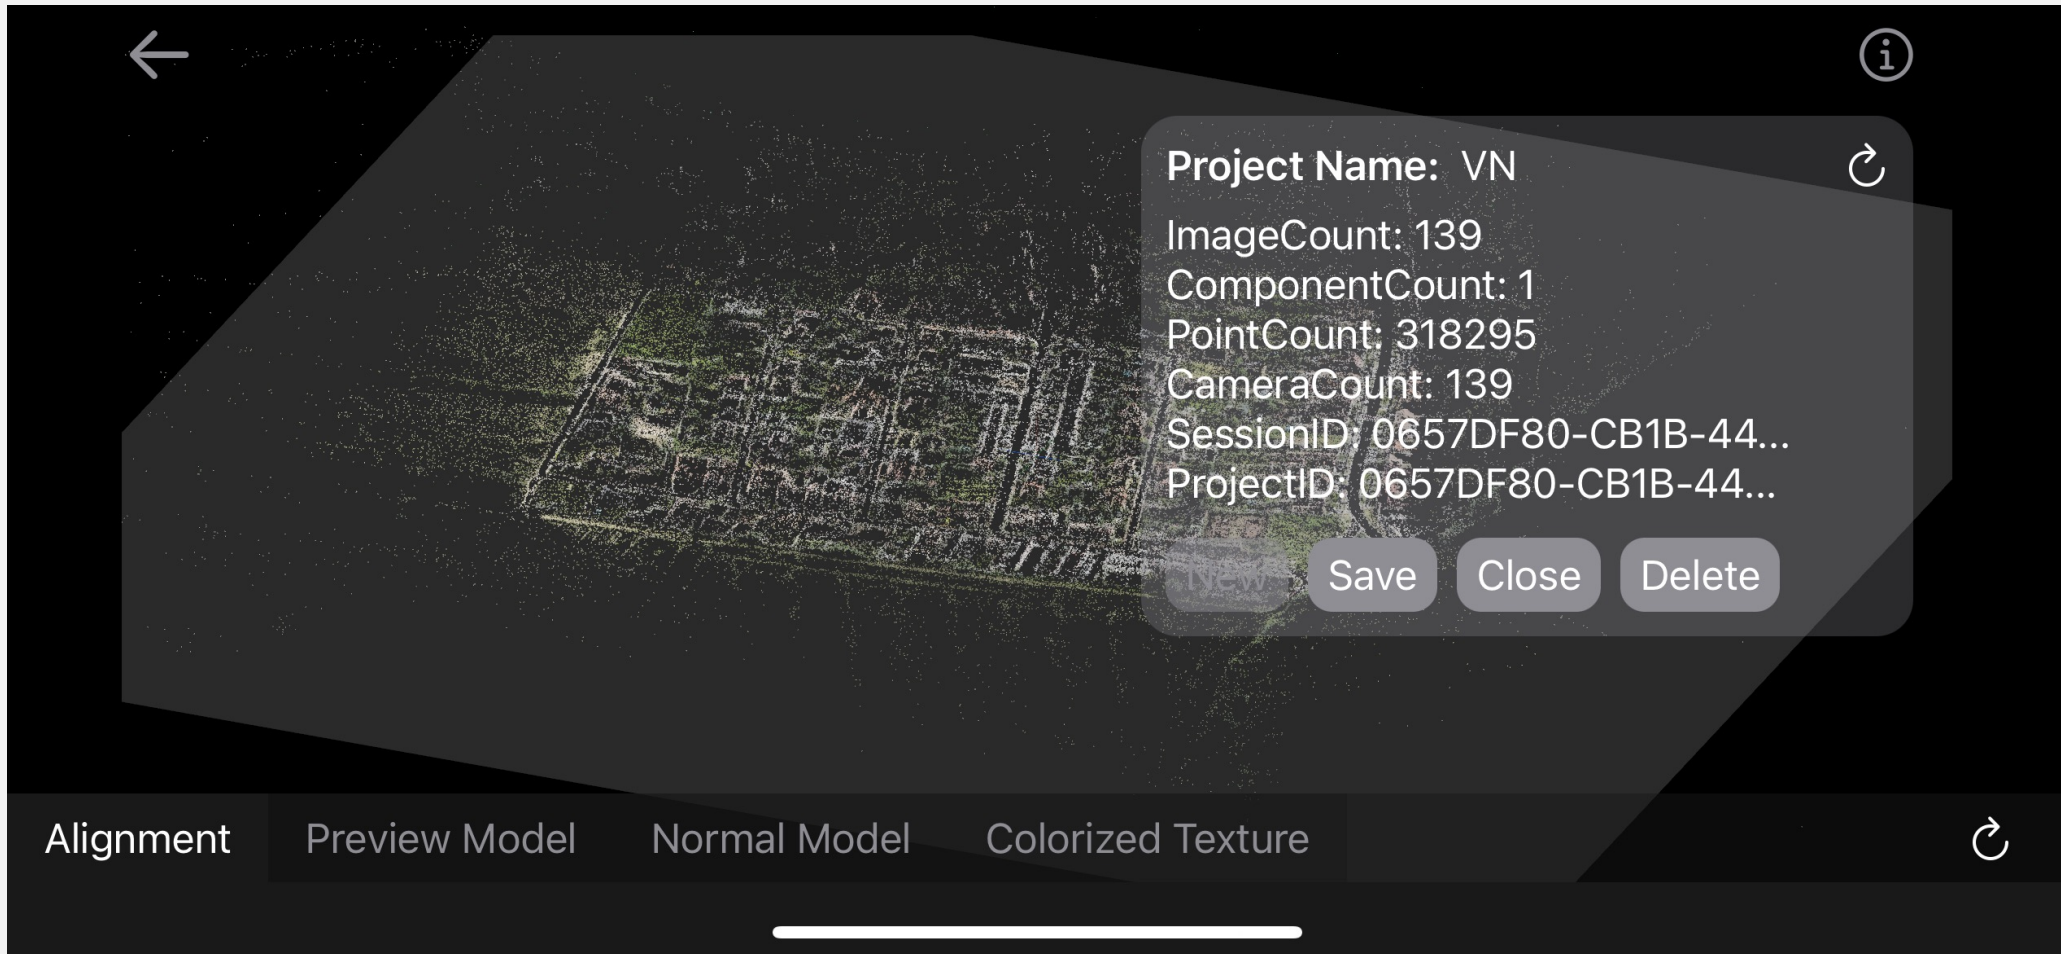 Project Name: VN
ImageCount: 139
ComponentCount: 1
PointCount: 318295
CameraCount: 139
SessionID: 0657DF80-CB1B-44...
ProjectID: 0657DF80-CB1B-44...
New Save Close Delete
Alignment Preview Model Normal Model Colorized Texture